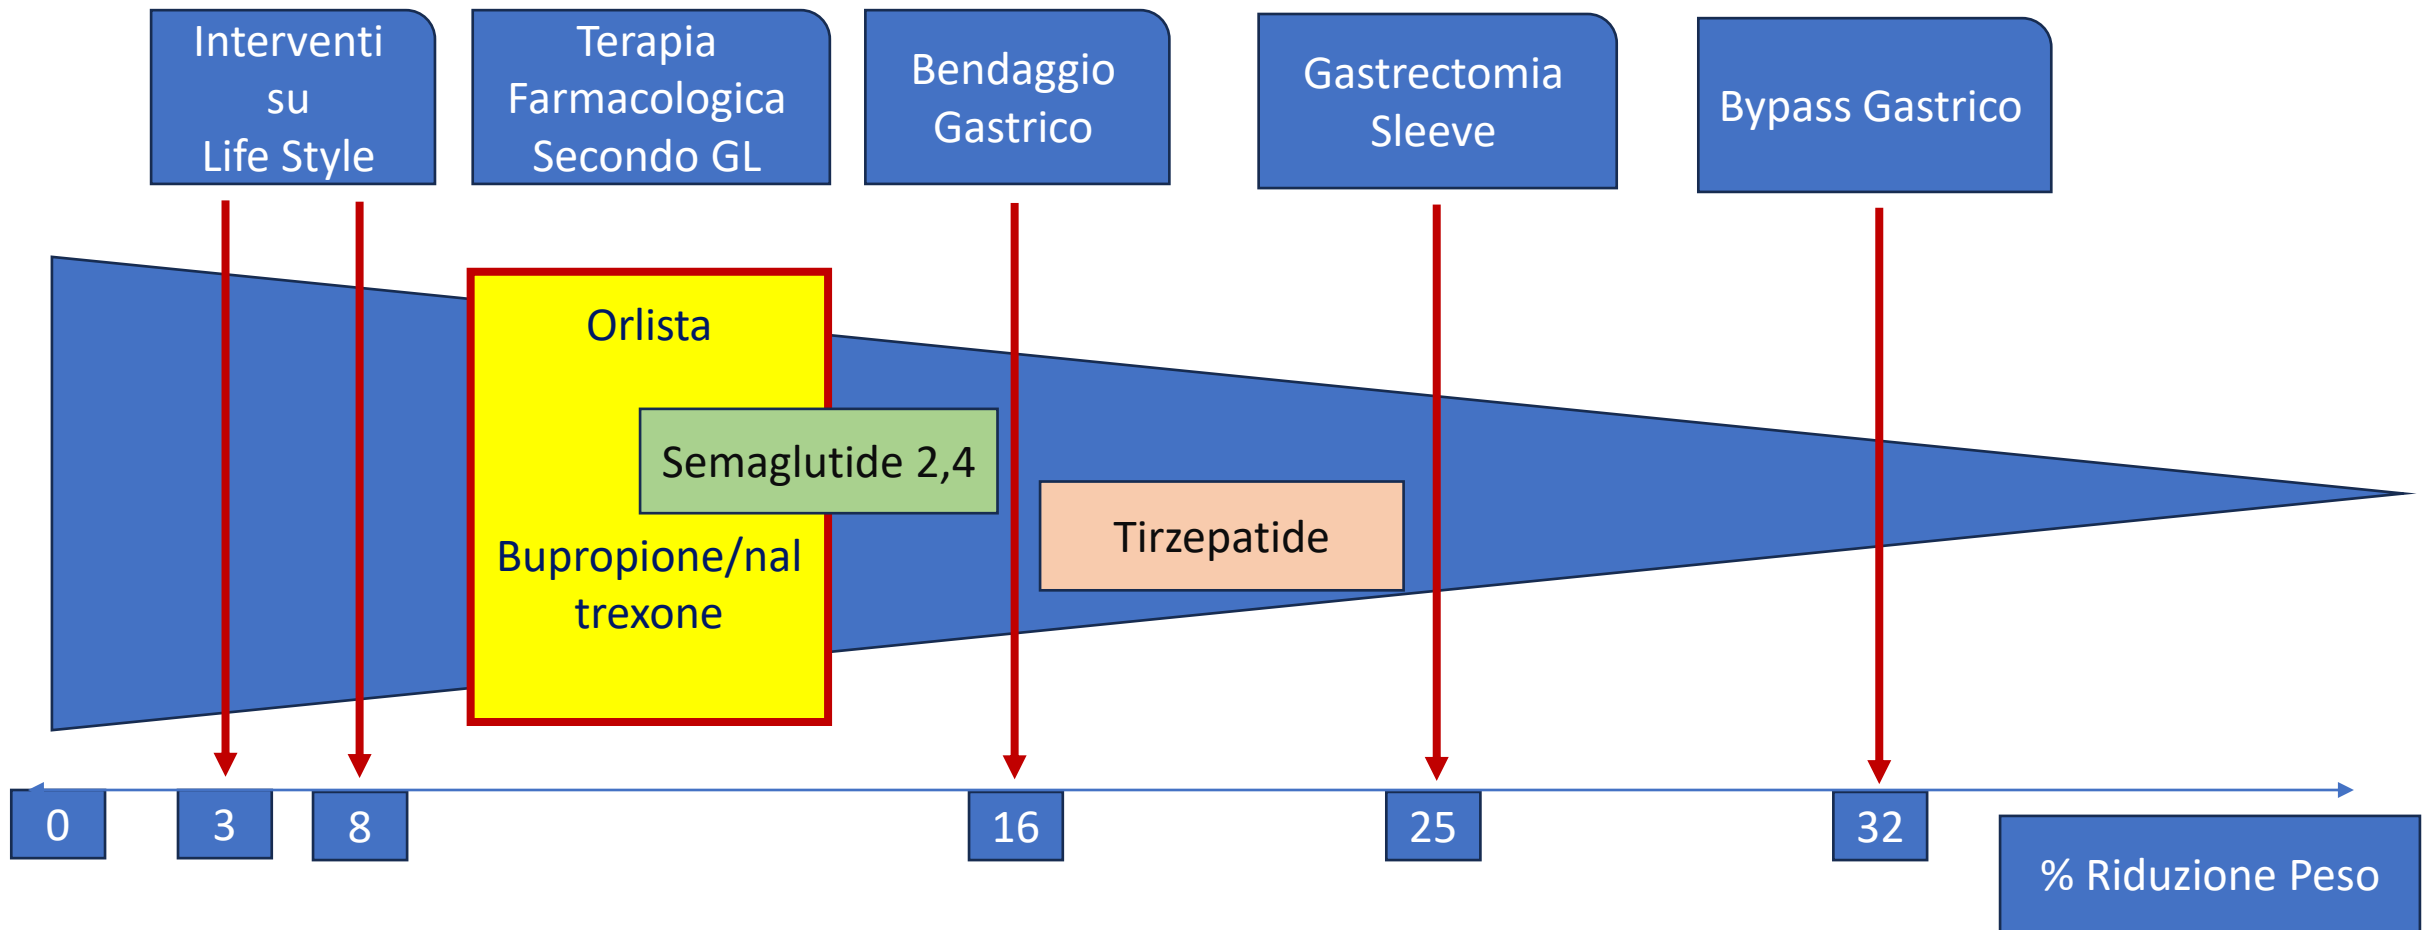 Interventi
su
Life Style
Terapia
Farmacologica
Secondo GL
Bendaggio
Gastrico
Gastrectomia
Sleeve
Bypass Gastrico
Orlista
Semaglutide 2,4
Tirzepatide
Bupropione/nal
trexone
0
3
8
16
25
32
% Riduzione Peso